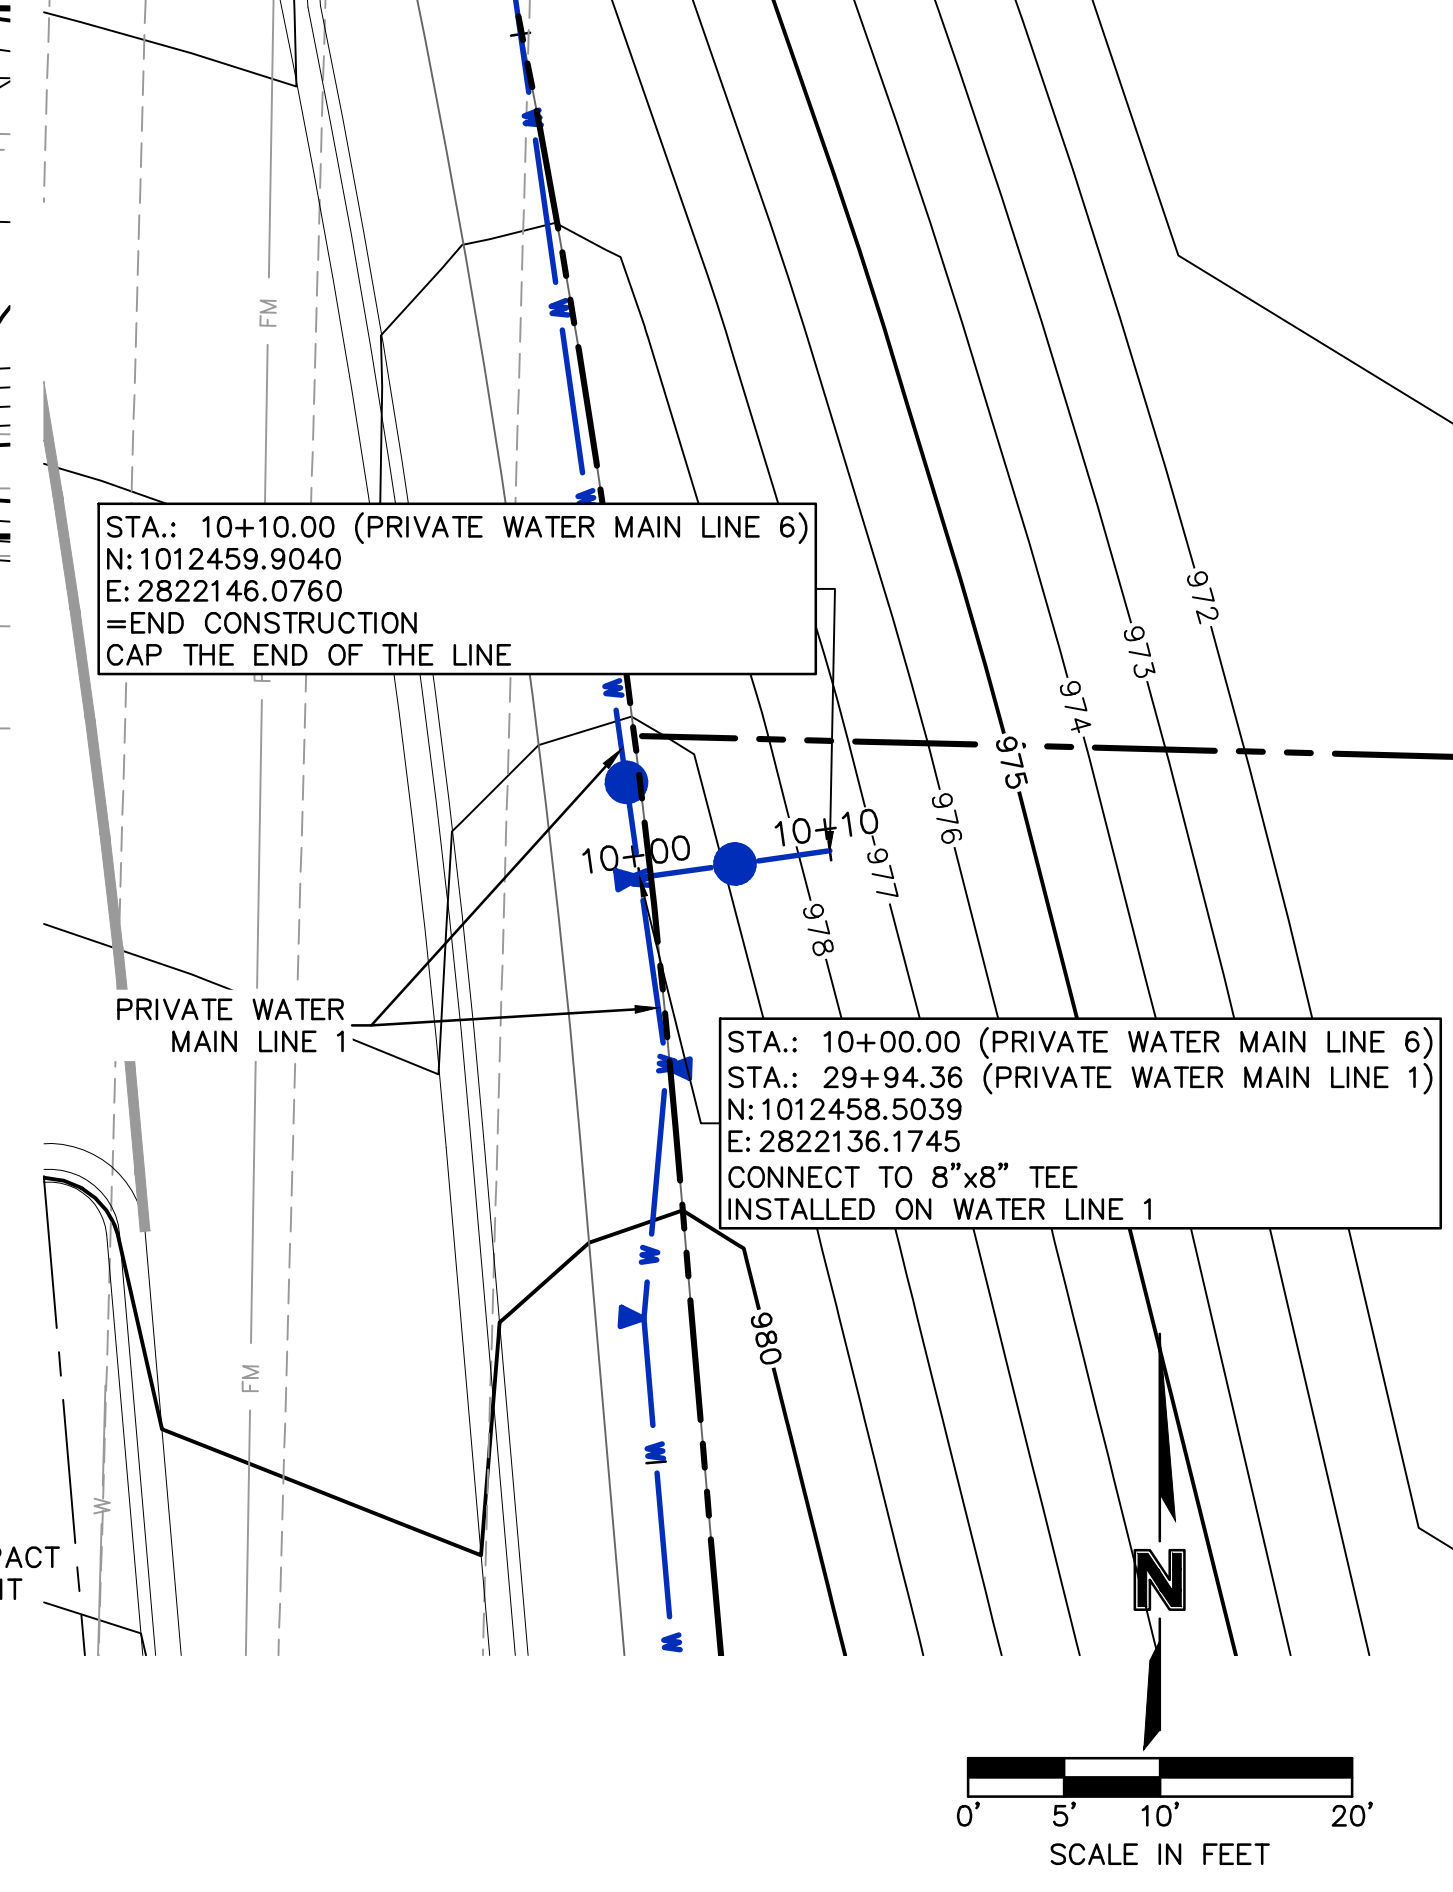 FM
W
W
W
STA.: 10+10.00 (PRIVATE WATER MAIN LINE 6)
N:1012459.9040
E:2822146.0760
=END CONSTRUCTION
CAP THE END OF THE LINE
972
973
974
975
W
976
10+10
10+00
977
978
PRIVATE WATER
MAIN LINE 1
STA.: 10+00.00 (PRIVATE WATER MAIN LINE 6)
STA.: 29+94.36 (PRIVATE WATER MAIN LINE 1)
N:1012458.5039
E:2822136.1745
CONNECT TO 8"x8" TEE
INSTALLED ON WATER LINE 1
W
W
980
FM
W
W
N
W
0' 5' 10' 20'
SCALE IN FEET